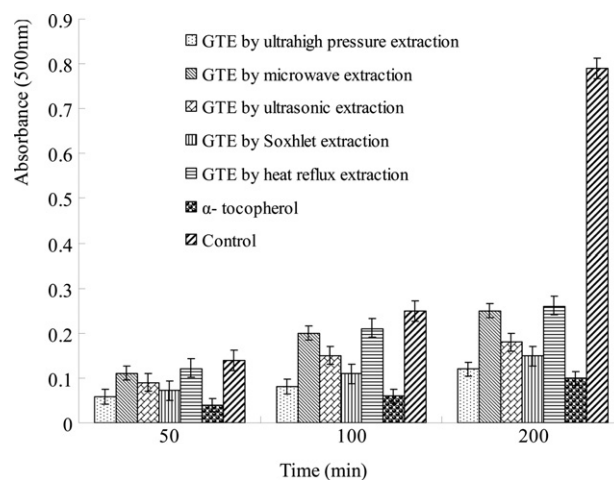 Absorbance (500nm)
0.9
0.8
0.7
0.6
0.5
0.4
0.3
0.2
0.1
0
GTE by ultrahigh pressure extraction
GTE by microwave extraction
GTE by ultrasonic extraction
GTE by Soxhlet extraction
GTE by heat reflux extraction
α- tocopherol
Control
50 100 200
Time (min)